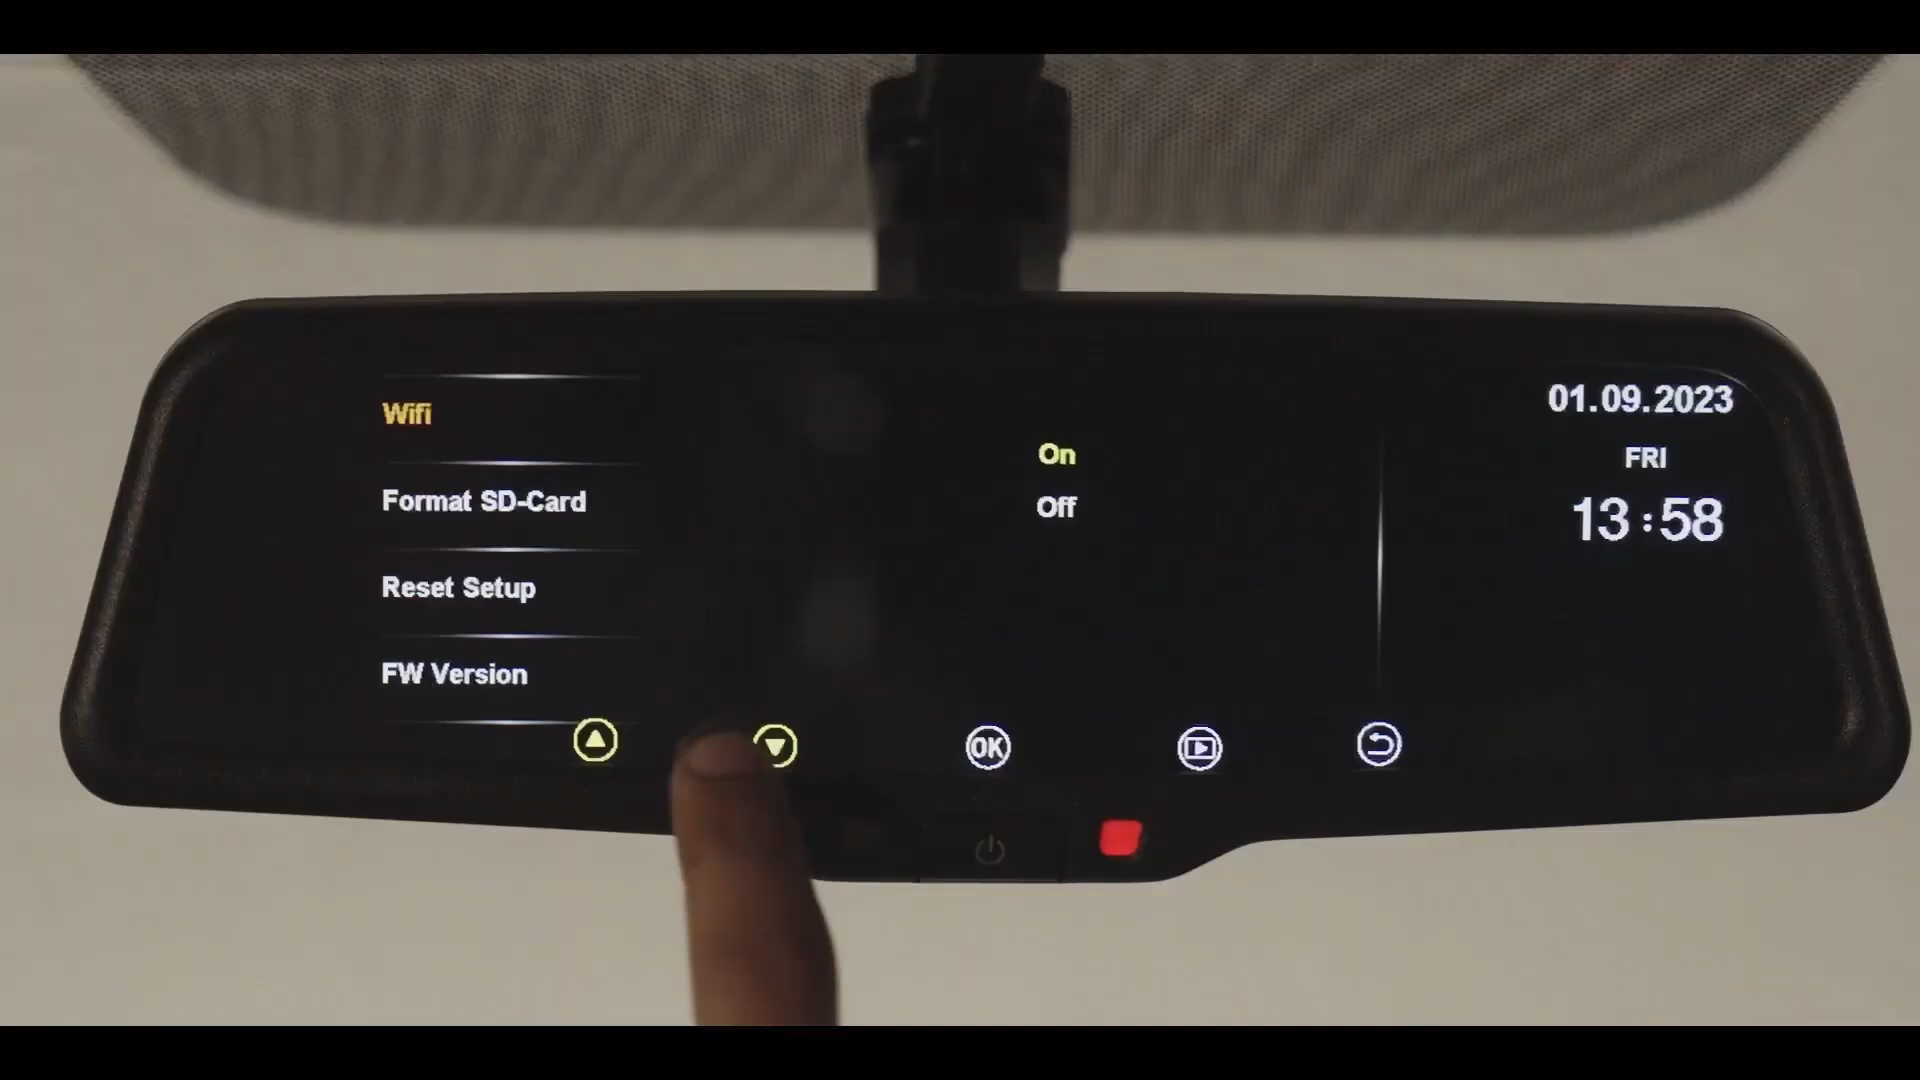 Wifi
Format SD-Card
Reset Setup
FW Version
On
Off
01.09.2023
FRI
13:58
OK